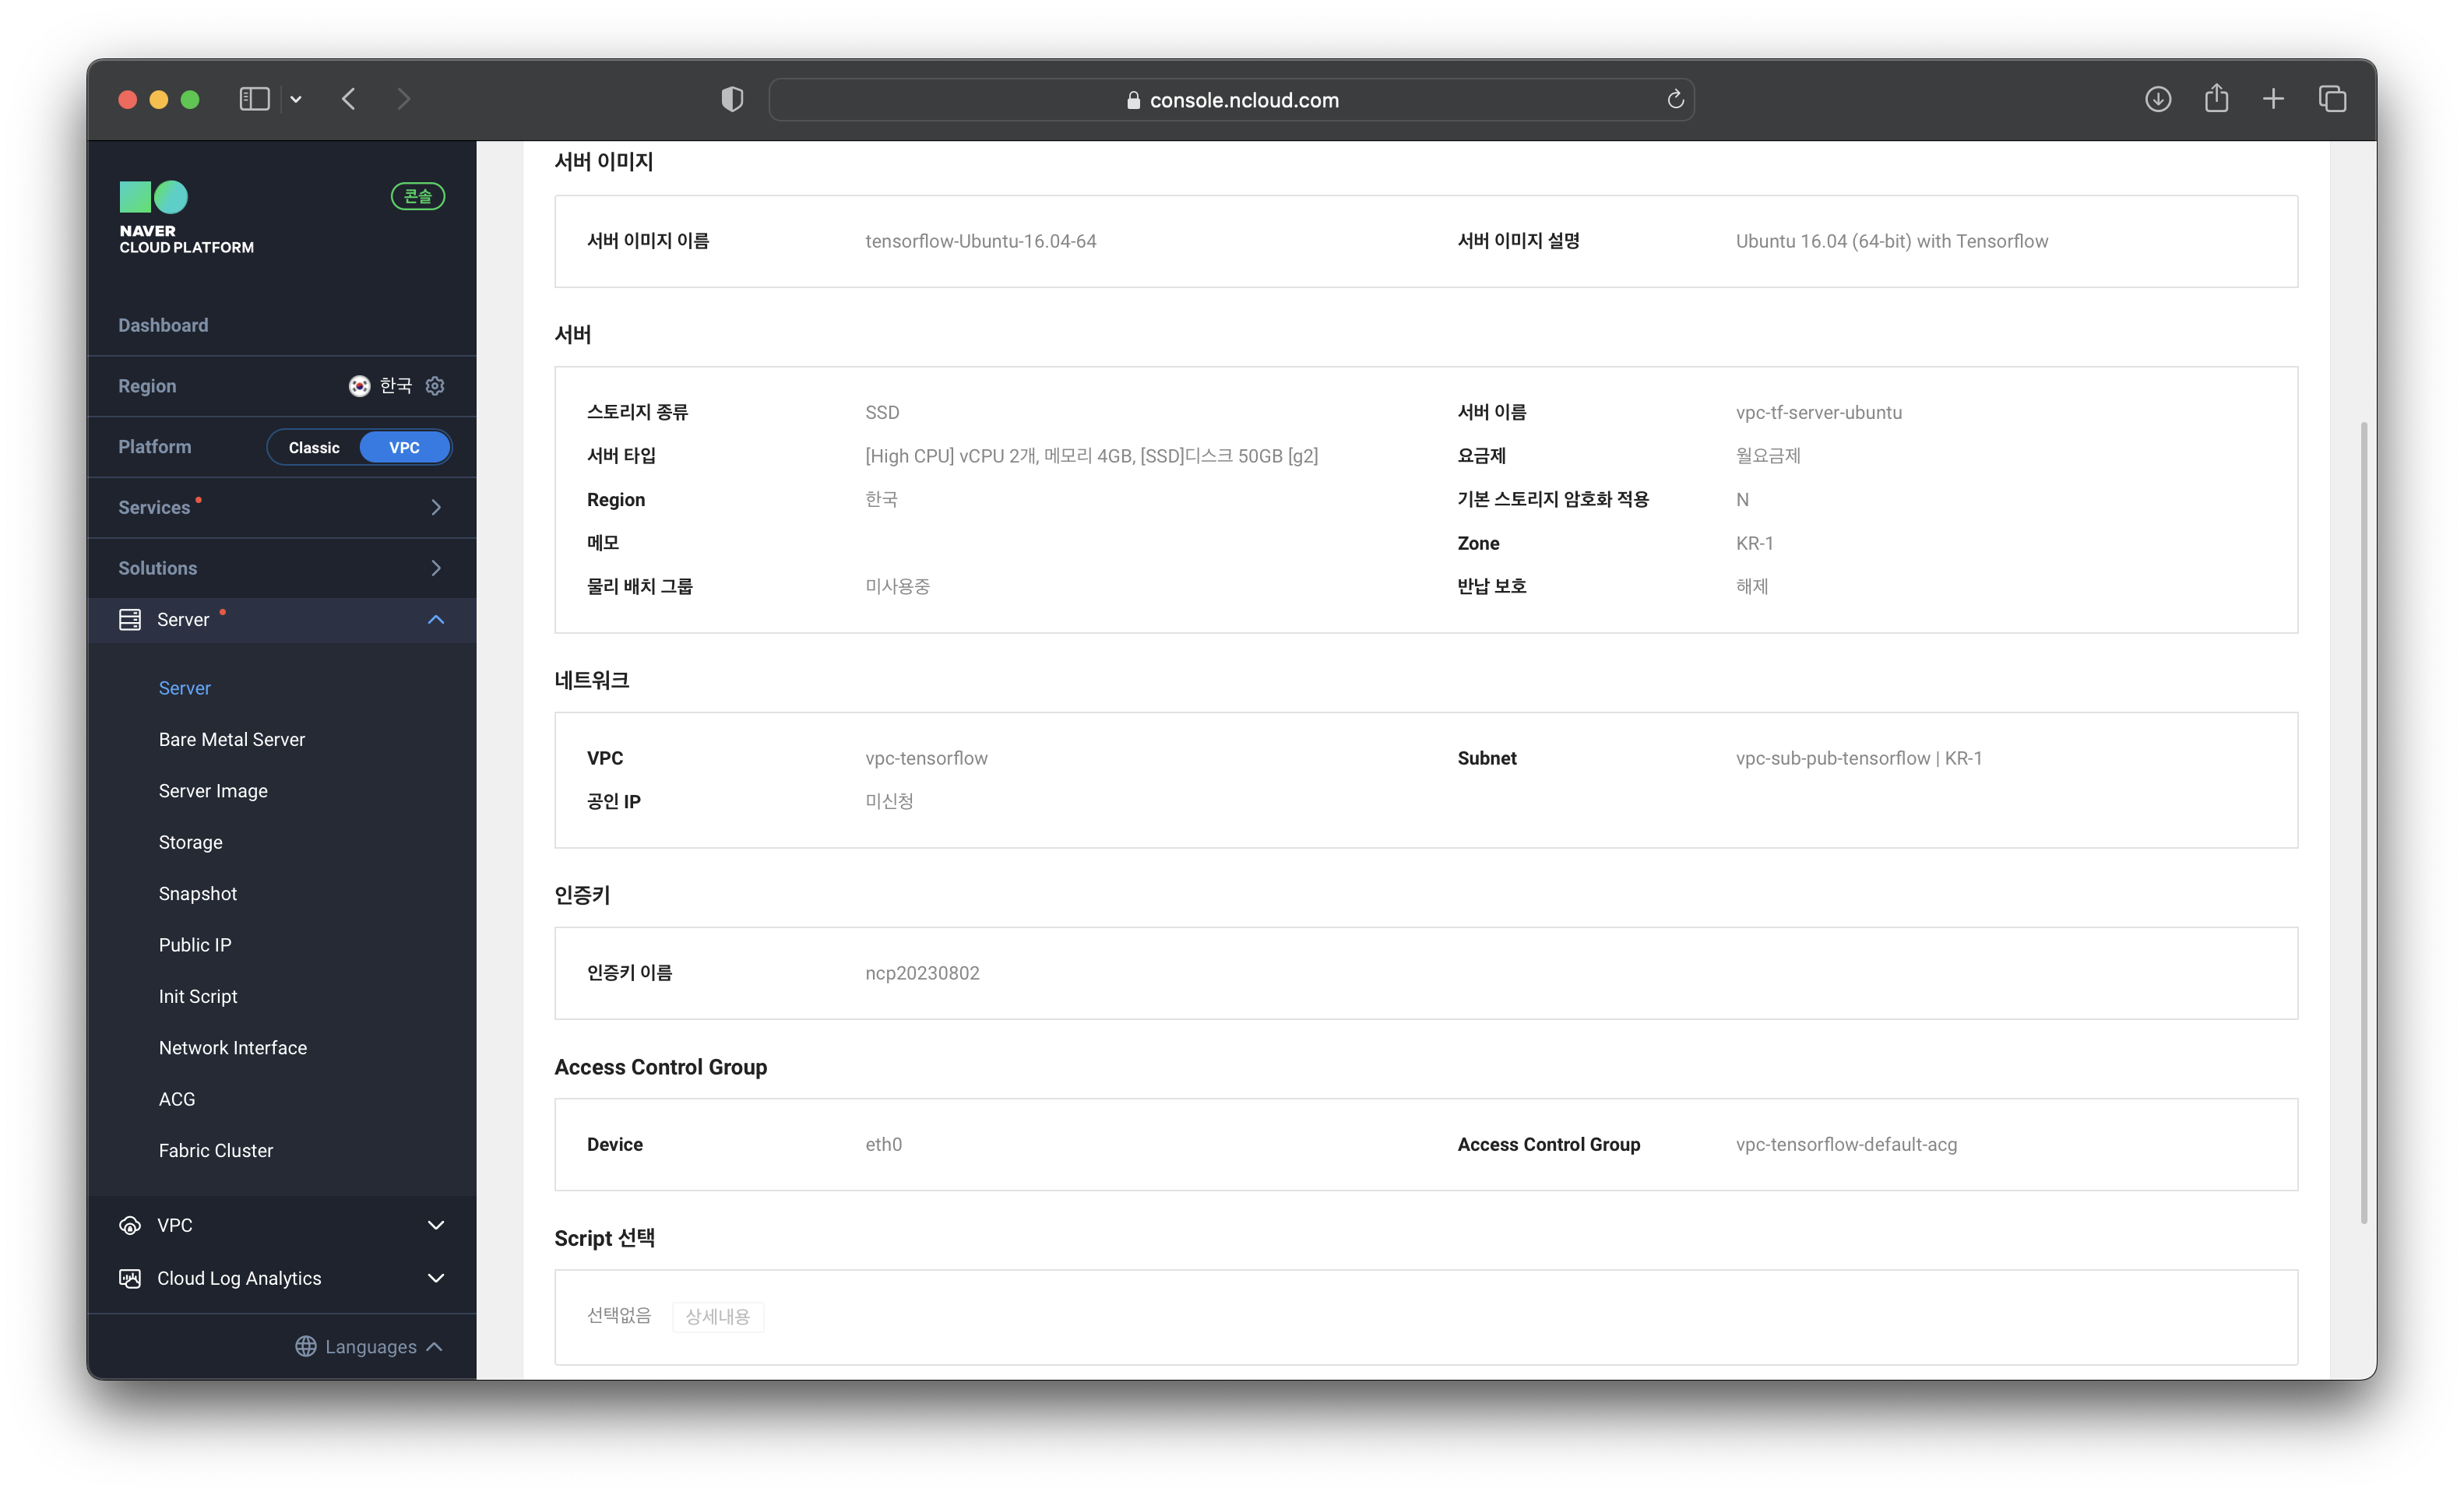 console.ncloud.com
NAVER
CLOUD PLATFORM
콘솔
Dashboard
Region 한국
Platform Classic VPC
Services
Solutions
Server
Server
Bare Metal Server
Server Image
Storage
Snapshot
Public IP
Init Script
Network Interface
ACG
Fabric Cluster
VPC
Cloud Log Analytics
Languages
서버 이미지
서버 이미지 이름 tensorflow-Ubuntu-16.04-64 서버 이미지 설명 Ubuntu 16.04 (64-bit) with Tensorflow
서버
스토리지 종류 SSD 서버 이름 vpc-tf-server-ubuntu
서버 타입 [High CPU] vCPU 2개, 메모리 4GB, [SSD]디스크 50GB [g2] 요금제 월요금제
Region 한국 기본 스토리지 암호화 적용 N
메모 Zone KR-1
물리 배치 그룹 미사용중 반납 보호 해제
네트워크
VPC vpc-tensorflow Subnet vpc-sub-pub-tensorflow | KR-1
공인 IP 미신청
인증키
인증키 이름 ncp20230802
Access Control Group
Device eth0 Access Control Group vpc-tensorflow-default-acg
Script 선택
선택없음 상세내용